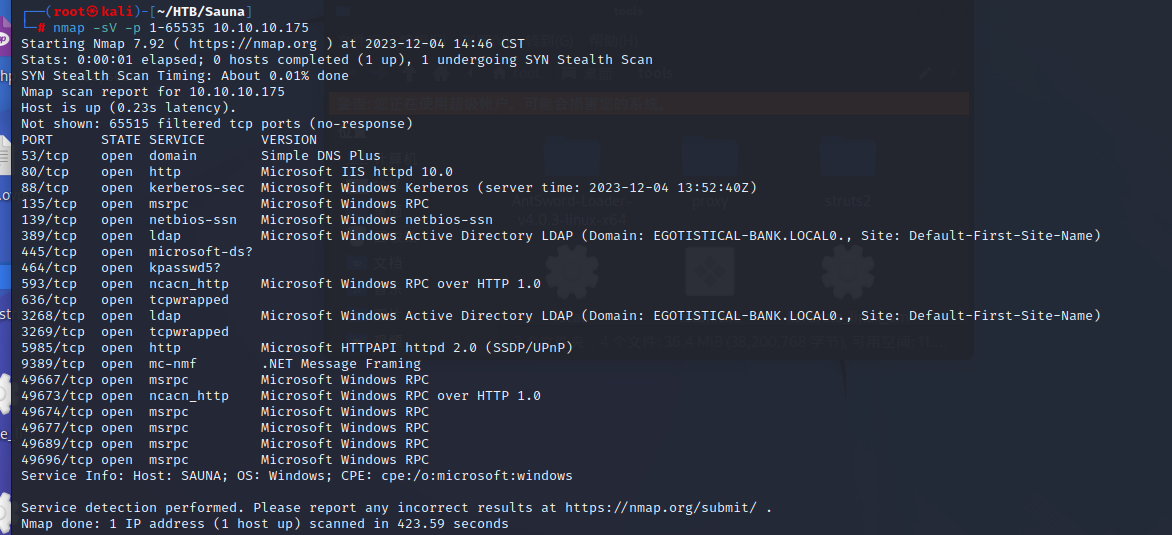 ┌──(root㉿kali)-[~/HTB/Sauna]
└─# nmap -sV -p 1-65535 10.10.10.175
Starting Nmap 7.92 ( https://nmap.org ) at 2023-12-04 14:46 CST
Stats: 0:00:01 elapsed; 0 hosts completed (1 up), 1 undergoing SYN Stealth Scan
SYN Stealth Scan Timing: About 0.01% done
Nmap scan report for 10.10.10.175
Host is up (0.23s latency).
Not shown: 65515 filtered tcp ports (no-response)
PORT      STATE SERVICE       VERSION
53/tcp    open  domain        Simple DNS Plus
80/tcp    open  http          Microsoft IIS httpd 10.0
88/tcp    open  kerberos-sec  Microsoft Windows Kerberos (server time: 2023-12-04 13:52:40Z)
135/tcp   open  msrpc         Microsoft Windows RPC
139/tcp   open  netbios-ssn   Microsoft Windows netbios-ssn
389/tcp   open  ldap          Microsoft Windows Active Directory LDAP (Domain: EGOTISTICAL-BANK.LOCAL0., Site: Default-First-Site-Name)
445/tcp   open  microsoft-ds?
464/tcp   open  kpasswd5?
593/tcp   open  ncacn_http    Microsoft Windows RPC over HTTP 1.0
636/tcp   open  tcpwrapped
3268/tcp  open  ldap          Microsoft Windows Active Directory LDAP (Domain: EGOTISTICAL-BANK.LOCAL0., Site: Default-First-Site-Name)
3269/tcp  open  tcpwrapped
5985/tcp  open  http          Microsoft HTTPAPI httpd 2.0 (SSDP/UPnP)
9389/tcp  open  mc-nmf        .NET Message Framing
49667/tcp open  msrpc         Microsoft Windows RPC
49673/tcp open  ncacn_http    Microsoft Windows RPC over HTTP 1.0
49674/tcp open  msrpc         Microsoft Windows RPC
49677/tcp open  msrpc         Microsoft Windows RPC
49689/tcp open  msrpc         Microsoft Windows RPC
49696/tcp open  msrpc         Microsoft Windows RPC
Service Info: Host: SAUNA; OS: Windows; CPE: cpe:/o:microsoft:windows
Service detection performed. Please report any incorrect results at https://nmap.org/submit/ .
Nmap done: 1 IP address (1 host up) scanned in 423.59 seconds
tools
AntSword-Loader-v4.0.3-linux-x64
proxy
struts2
文档